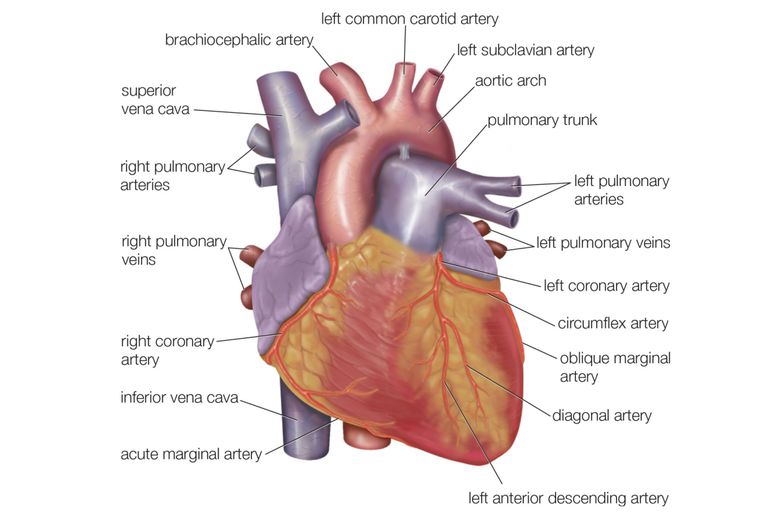 left common carotid artery
brachiocephalic artery
left subclavian artery
aortic arch
superior
vena cava
pulmonary trunk
right pulmonary
arteries
left pulmonary
arteries
right pulmonary
veins
left pulmonary veins
left coronary artery
circumflex artery
right coronary
artery
oblique marginal
artery
inferior vena cava
diagonal artery
acute marginal artery
left anterior descending artery